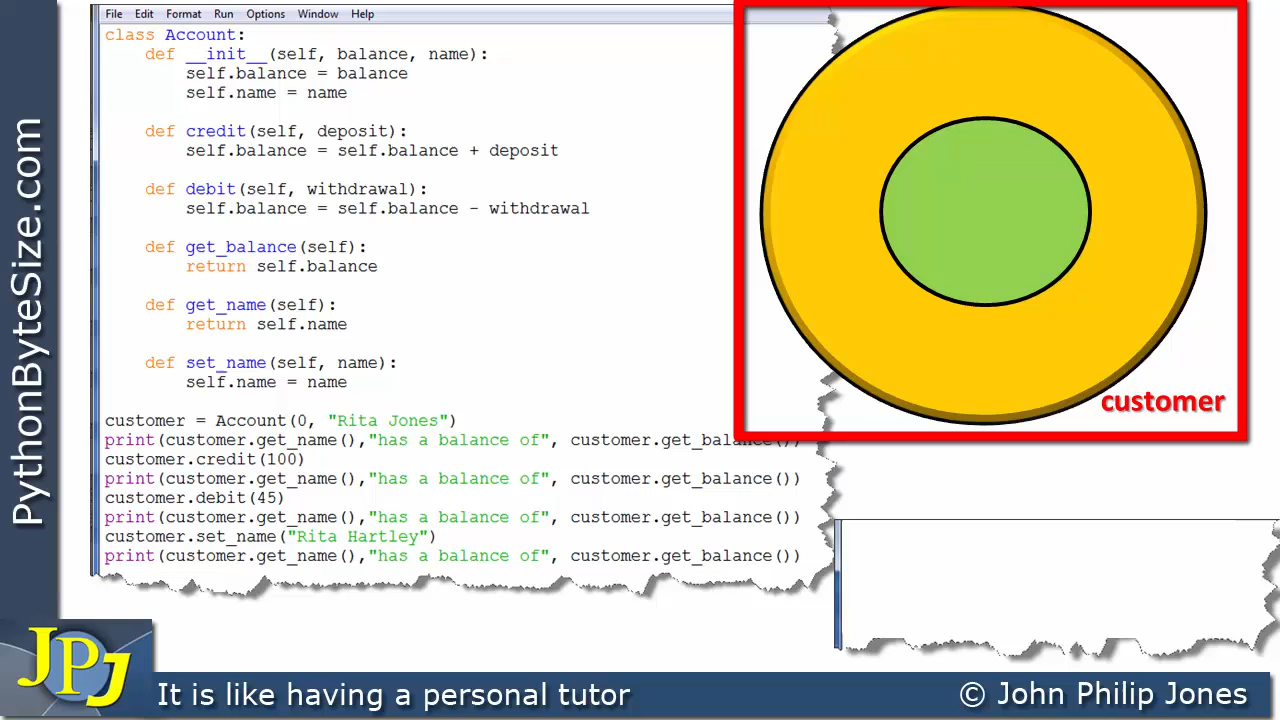 PythonByteSize.com
File Edit Format Run Options Window Help
class Account:
    def __init__(self, balance, name):
        self.balance = balance
        self.name = name

    def credit(self, deposit):
        self.balance = self.balance + deposit

    def debit(self, withdrawal):
        self.balance = self.balance - withdrawal

    def get_balance(self):
        return self.balance

    def get_name(self):
        return self.name

    def set_name(self, name):
        self.name = name

customer = Account(0, "Rita Jones")
print(customer.get_name(),"has a balance of", customer.get_balance())
customer.credit(100)
print(customer.get_name(),"has a balance of", customer.get_balance())
customer.debit(45)
print(customer.get_name(),"has a balance of", customer.get_balance())
customer.set_name("Rita Hartley")
print(customer.get_name(),"has a balance of", customer.get_balance())
customer
JPJ
It is like having a personal tutor
© John Philip Jones